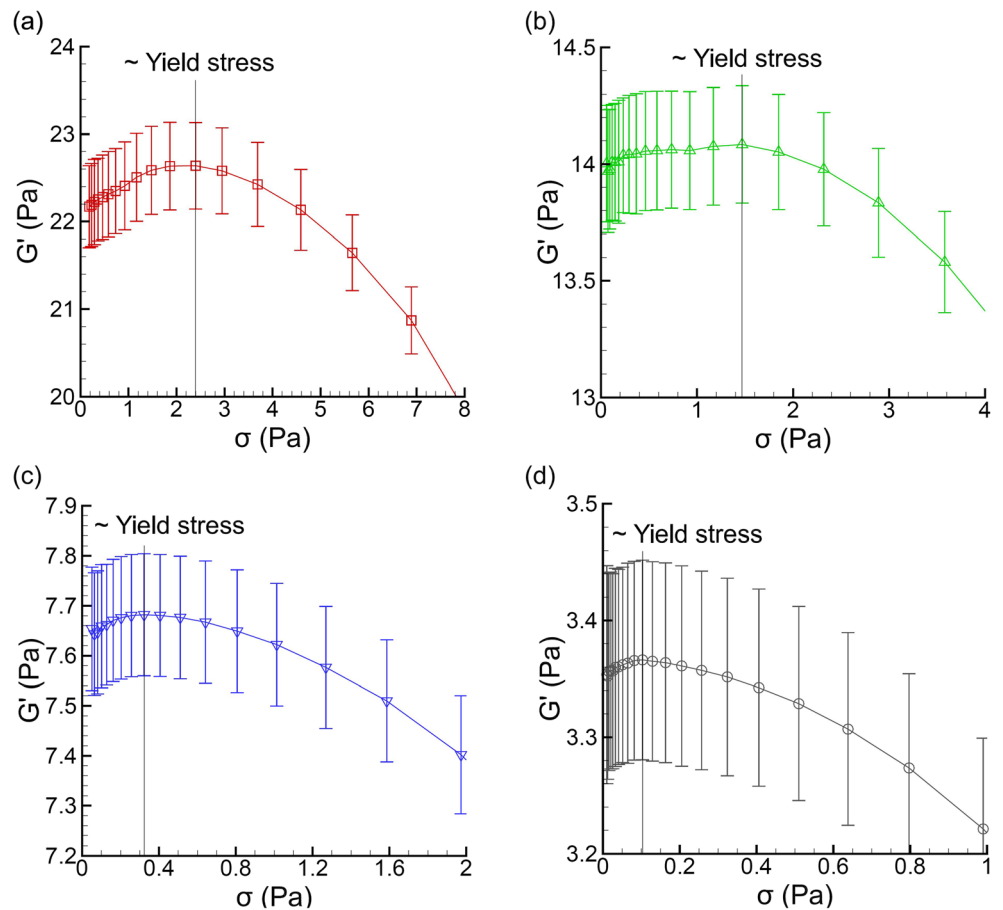 (a)
24
~ Yield stress
23
22
21
20
G' (Pa)
0 1 2 3 4 5 6 7 8
σ (Pa)
(b)
14.5
~ Yield stress
14
13.5
13
G' (Pa)
0 1 2 3 4
σ (Pa)
(c)
7.9
~ Yield stress
7.8
7.7
7.6
7.5
7.4
7.3
7.2
G' (Pa)
0 0.4 0.8 1.2 1.6 2
σ (Pa)
(d)
3.5
~ Yield stress
3.4
3.3
3.2
G' (Pa)
0 0.2 0.4 0.6 0.8 1
σ (Pa)